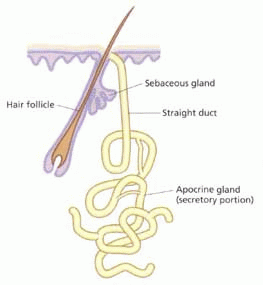 Sebaceous gland
Hair follicle
Straight duct
Apocrine gland
(secretory portion)